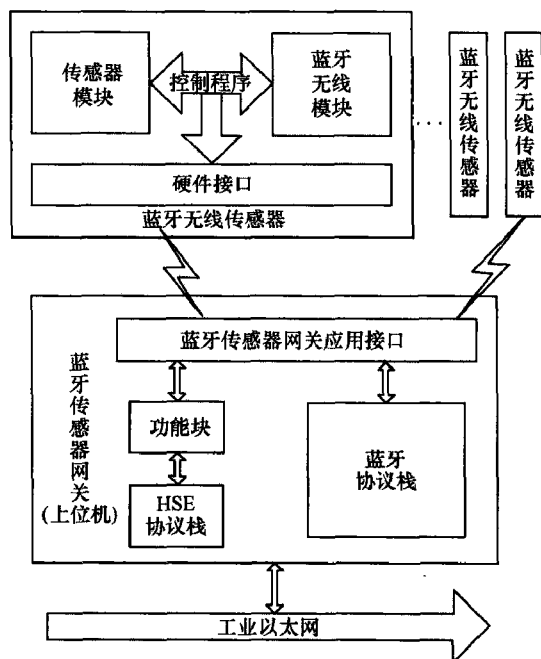 传感器
模块
控制程序
蓝牙
无线
模块
硬件接口
蓝牙无线传感器
····
蓝牙无线传感器
蓝牙无线传感器
蓝牙传感器网关应用接口
蓝牙传感器网关
(上位机)
功能块
HSE
协议栈
蓝牙
协议栈
工业以太网